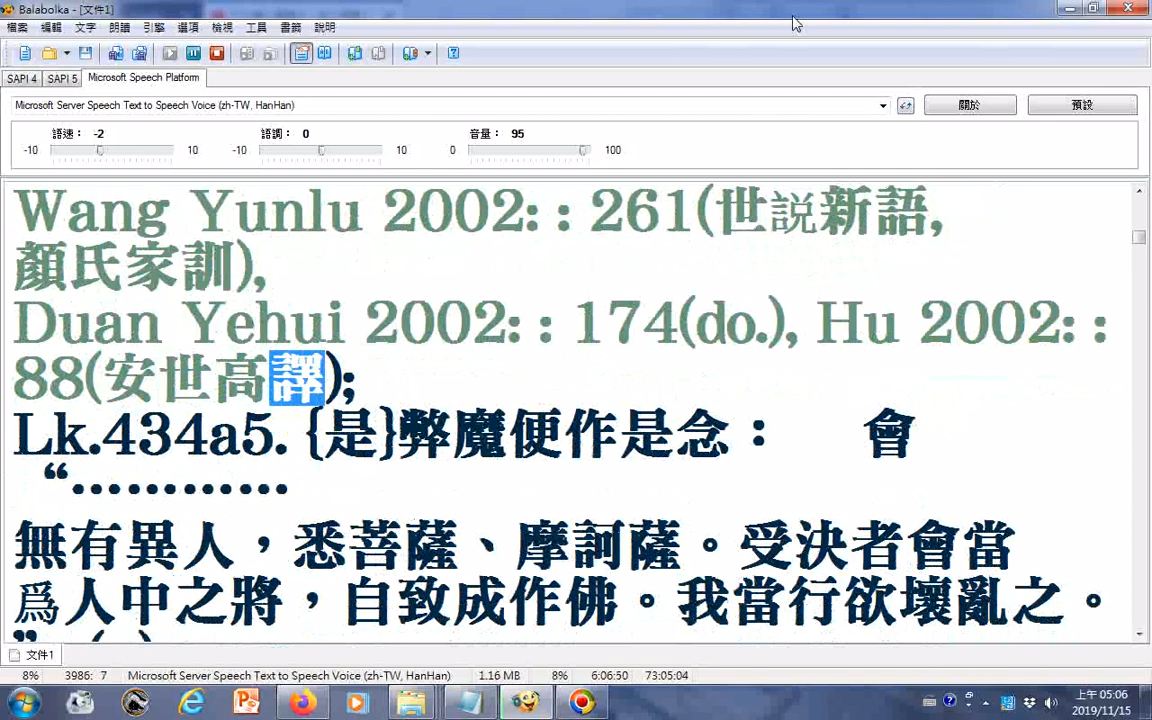 Balabolka - [文件1]
檔案 編輯 文字 朗讀 引擎 選項 檢視 工具 書籤 說明
SAPI 4 SAPI 5 Microsoft Speech Platform
Microsoft Server Speech Text to Speech Voice (zh-TW, HanHan) 關於 預設
語速： -2 語調： 0 音量： 95
-10 10 -10 10 0 100
Wang Yunlu 2002: : 261(世説新語,
顏氏家訓),
Duan Yehui 2002: : 174(do.), Hu 2002: :
88(安世高譯);
Lk.434a5. {是}弊魔便作是念： 會
“…………
無有異人，悉菩薩、摩訶薩。受決者會當
爲人中之將，自致成作佛。我當行欲壞亂之。
文件1
8% 3986: 7 Microsoft Server Speech Text to Speech Voice (zh-TW, HanHan) 1.16 MB 8% 6:06:50 73:05:04
上午 05:06
2019/11/15